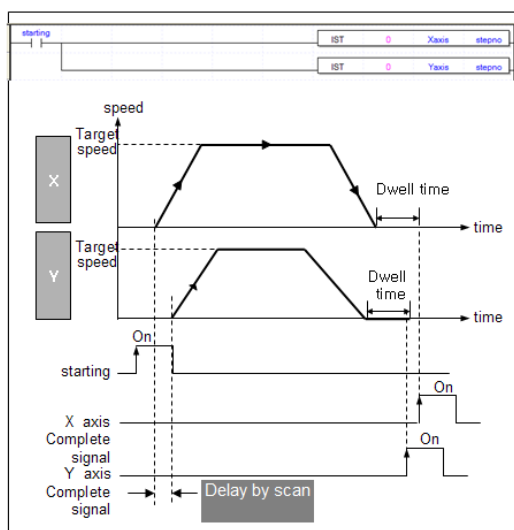 starting
IST 0 Xaxis stepno
IST 0 Yaxis stepno
speed
Target
speed
X
Dwell time
time
Target
speed
Y
Dwell
time
time
On
starting
On
X axis
Complete
signal
On
Y axis
Complete
signal
Delay by scan